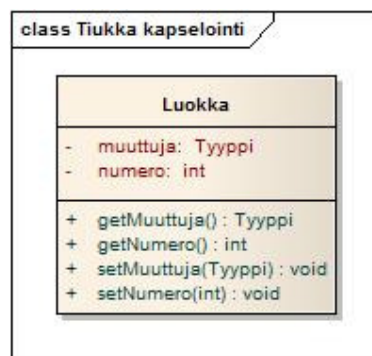 class Tiukka kapselointi
Luokka
- muuttuja: Tyyppi
- numero: int
+ getMuuttuja() : Tyyppi
+ getNumero() : int
+ setMuuttuja(Tyyppi) : void
+ setNumero(int) : void